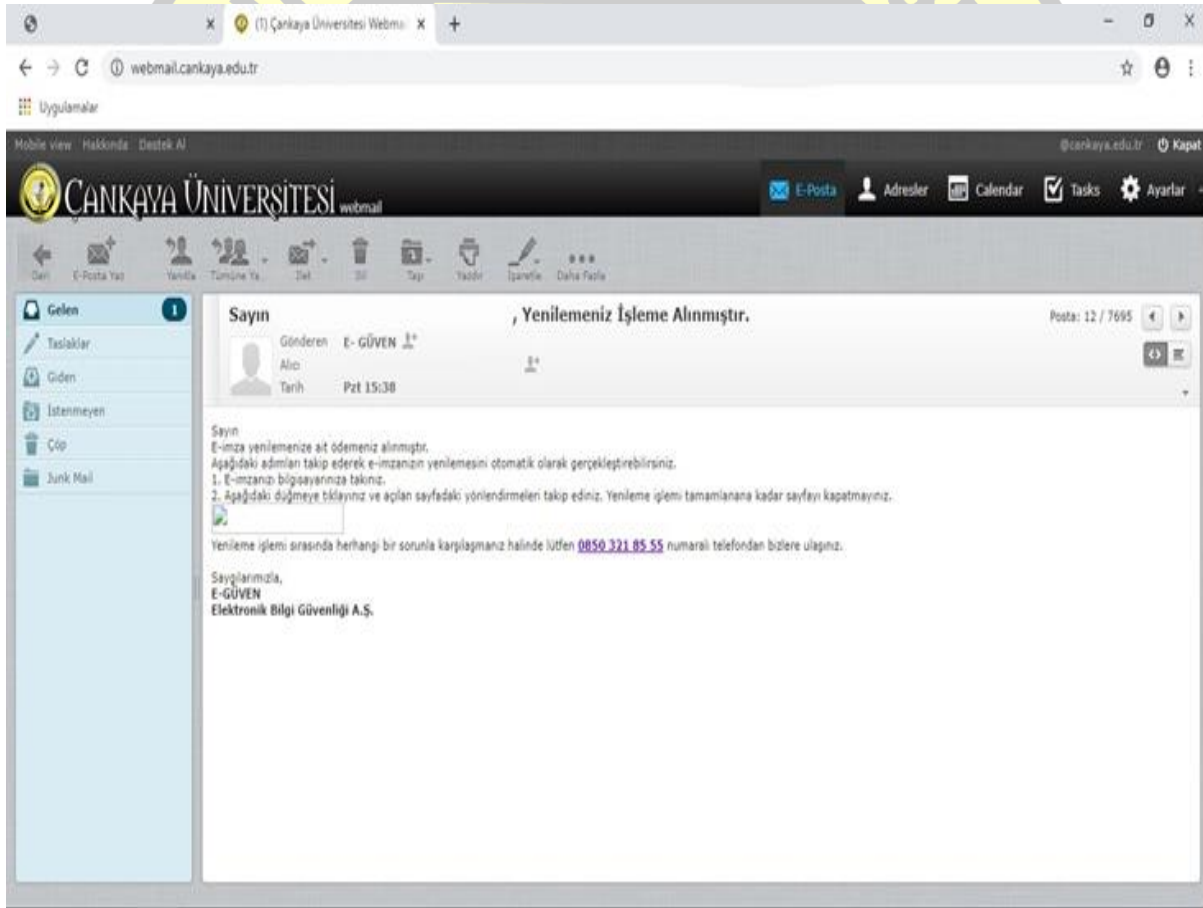 (1) Çankaya Üniversitesi Webma
webmail.cankaya.edu.tr
Uygulamalar
Mobile view Hakkında Destek Al
@cankaya.edu.tr Kapat
ÇANKAYA ÜNİVERSİTESİ webmail
E-Posta Adresler Calendar Tasks Ayarlar
Geri E-Posta Yaz Yanıtla Tümüne Ya... İlet Sil Taşı Yazdır İşaretle Daha Fazla
Gelen 1
Taslaklar
Giden
İstenmeyen
Çöp
Junk Mail
Sayın , Yenilemeniz İşleme Alınmıştır.
Posta: 12 / 7695
Gönderen E- GÜVEN
Alıcı
Tarih Pzt 15:38
Sayın
E-imza yenilemenize ait ödemeniz alınmıştır.
Aşağıdaki adımları takip ederek e-imzanızın yenilemesini otomatik olarak gerçekleştirebilirsiniz.
1. E-imzanızı bilgisayarınıza takınız.
2. Aşağıdaki düğmeye tıklayınız ve açılan sayfadaki yönlendirmeleri takip ediniz. Yenileme işlemi tamamlanana kadar sayfayı kapatmayınız.
Yenileme işlemi sırasında herhangi bir sorunla karşılaşmanız halinde lütfen 0850 321 85 55 numaralı telefondan bizlere ulaşınız.
Saygılarımızla,
E-GÜVEN
Elektronik Bilgi Güvenliği A.Ş.